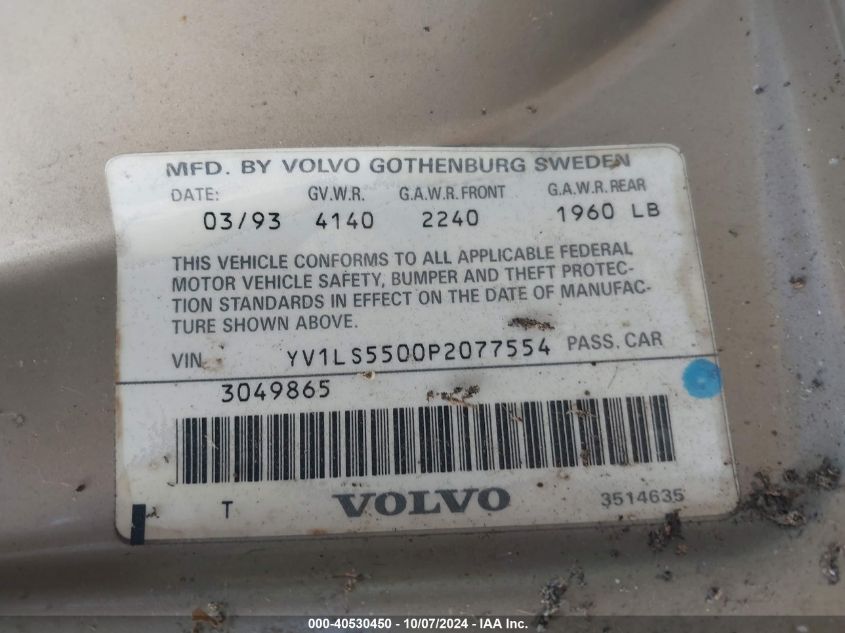 MFD. BY VOLVO GOTHENBURG SWEDEN
DATE: GV.W.R. G.A.W.R. FRONT G.A.W.R. REAR
03/93 4140 2240 1960 LB
THIS VEHICLE CONFORMS TO ALL APPLICABLE FEDERAL
MOTOR VEHICLE SAFETY, BUMPER AND THEFT PROTEC-
TION STANDARDS IN EFFECT ON THE DATE OF MANUFAC-
TURE SHOWN ABOVE.
VIN YV1LS5500P2077554 PASS. CAR
3049865
T VOLVO 3514635
000-40530450 - 10/07/2024 - IAA Inc.